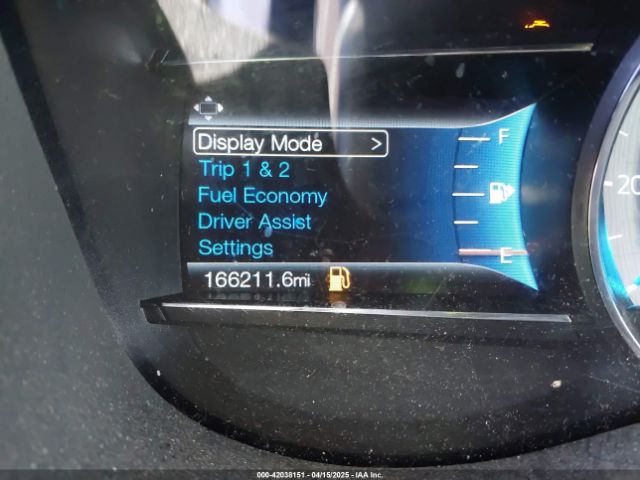 Display Mode >
Trip 1 & 2
Fuel Economy
Driver Assist
Settings
166211.6mi
F
E
20
000-42038151 - 04/15/2025 - IAA Inc.